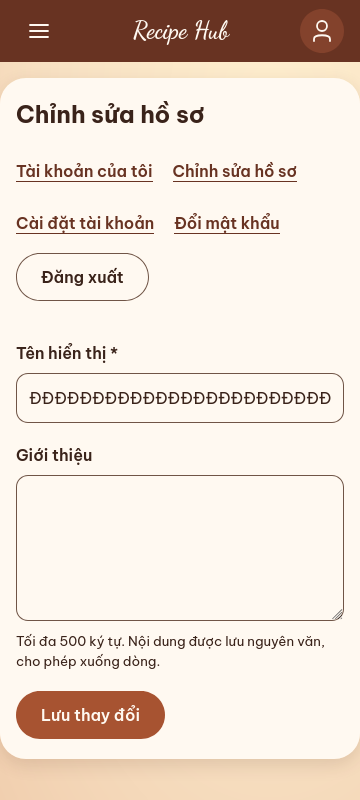 Recipe Hub
Chỉnh sửa hồ sơ
Tài khoản của tôi Chỉnh sửa hồ sơ
Cài đặt tài khoản Đổi mật khẩu
Đăng xuất
Tên hiển thị *
ĐĐĐĐĐĐĐĐĐĐĐĐĐĐĐĐĐĐĐĐĐĐĐĐ
Giới thiệu
Tối đa 500 ký tự. Nội dung được lưu nguyên văn,
cho phép xuống dòng.
Lưu thay đổi